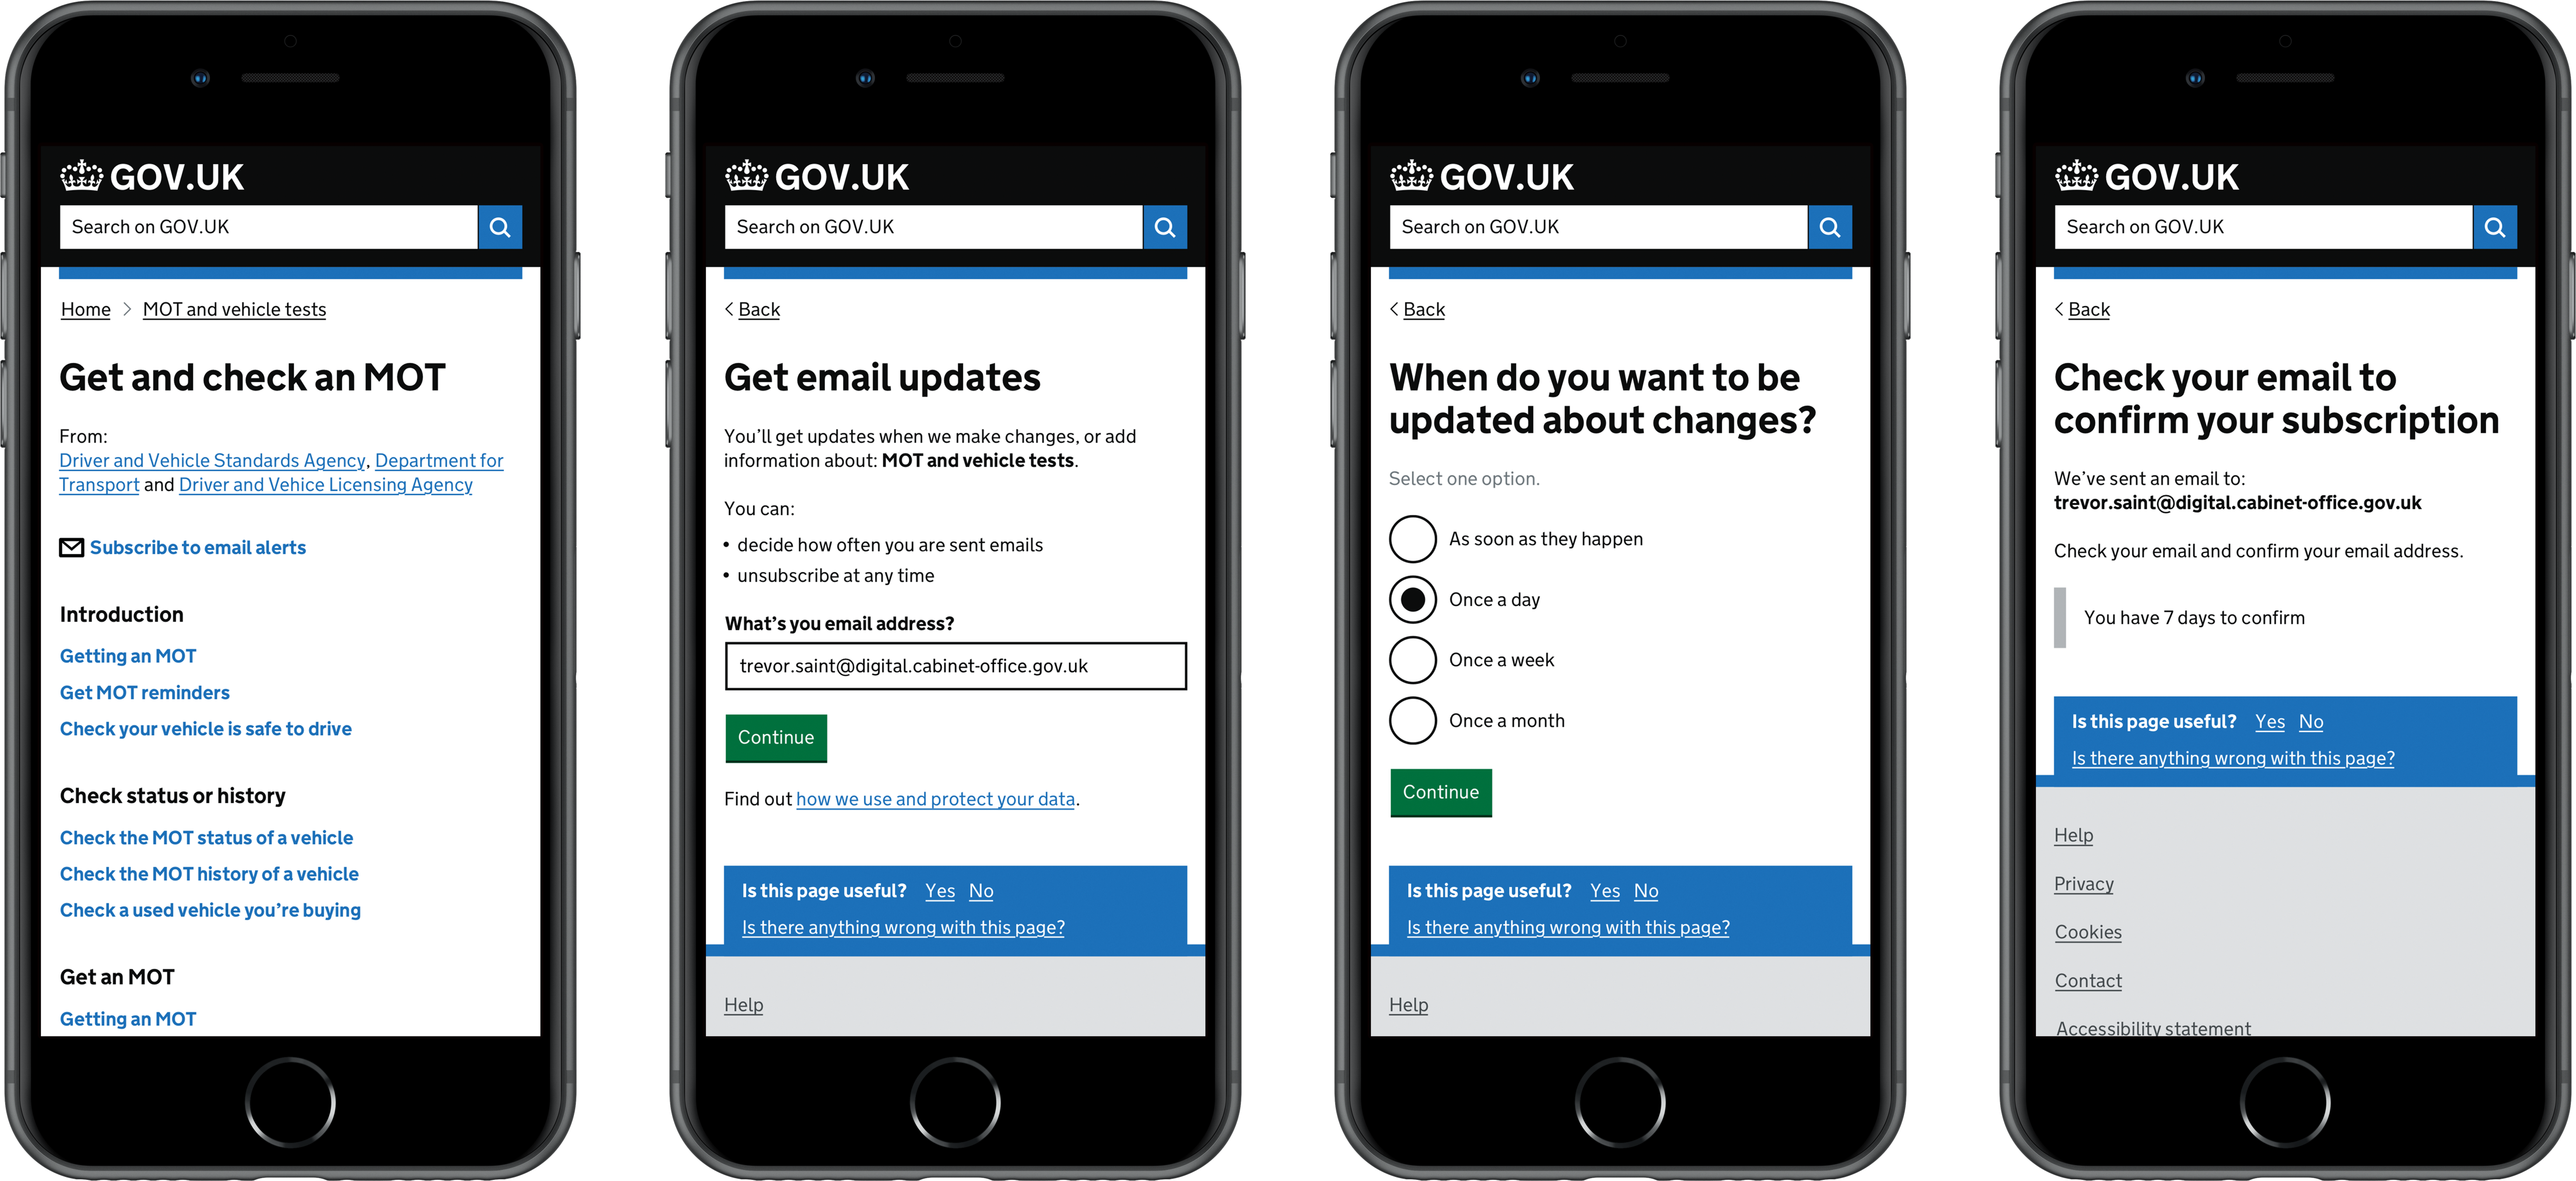 GOV.UK
Search on GOV.UK
Home > MOT and vehicle tests
Get and check an MOT
From:
Driver and Vehicle Standards Agency, Department for
Transport and Driver and Vehice Licensing Agency
Subscribe to email alerts
Introduction
Getting an MOT
Get MOT reminders
Check your vehicle is safe to drive
Check status or history
Check the MOT status of a vehicle
Check the MOT history of a vehicle
Check a used vehicle you’re buying
Get an MOT
Getting an MOT
GOV.UK
Search on GOV.UK
< Back
Get email updates
You’ll get updates when we make changes, or add
information about: MOT and vehicle tests.
You can:
• decide how often you are sent emails
• unsubscribe at any time
What’s you email address?
trevor.saint@digital.cabinet-office.gov.uk
Continue
Find out how we use and protect your data.
Is this page useful? Yes No
Is there anything wrong with this page?
Help
GOV.UK
Search on GOV.UK
< Back
When do you want to be
updated about changes?
Select one option.
As soon as they happen
Once a day
Once a week
Once a month
Continue
Is this page useful? Yes No
Is there anything wrong with this page?
Help
GOV.UK
Search on GOV.UK
< Back
Check your email to
confirm your subscription
We’ve sent an email to:
trevor.saint@digital.cabinet-office.gov.uk
Check your email and confirm your email address.
You have 7 days to confirm
Is this page useful? Yes No
Is there anything wrong with this page?
Help
Privacy
Cookies
Contact
Accessibility statement